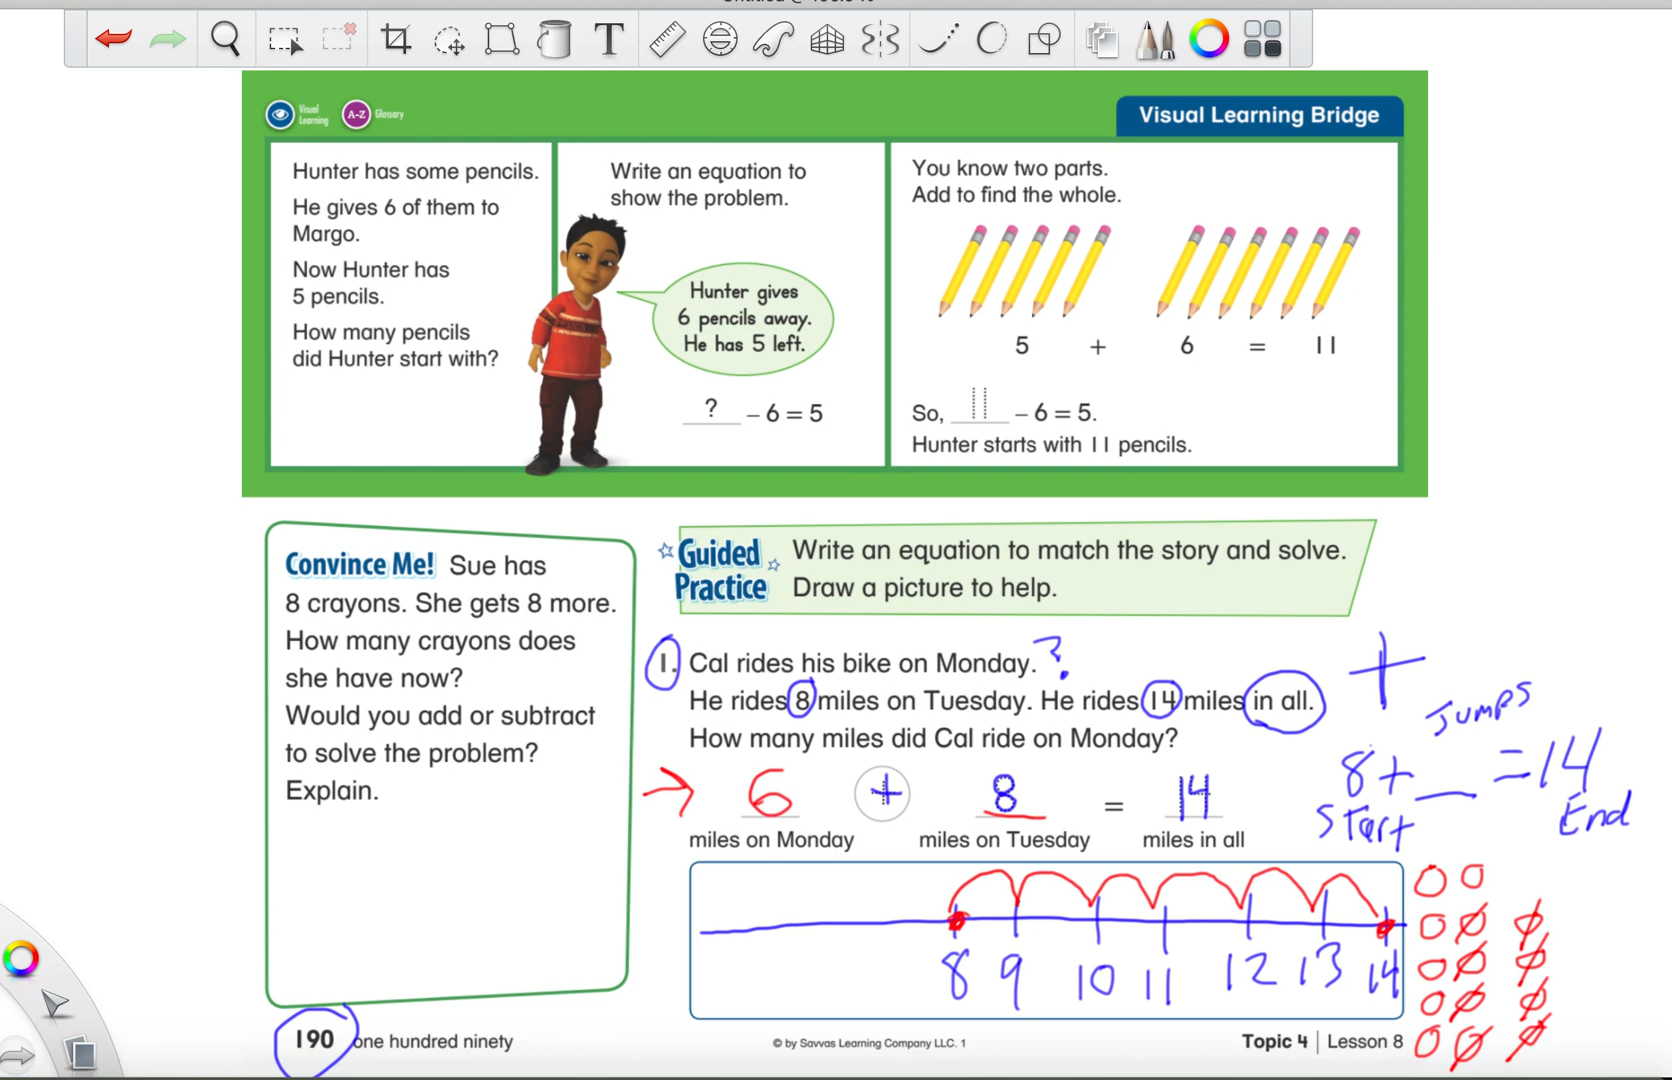 Visual
Learning
A-Z Glossary
Visual Learning Bridge
Hunter has some pencils.
He gives 6 of them to
Margo.
Now Hunter has
5 pencils.
How many pencils
did Hunter start with?
Write an equation to
show the problem.
Hunter gives
6 pencils away.
He has 5 left.
? – 6 = 5
You know two parts.
Add to find the whole.
5 + 6 = 11
So, 11 – 6 = 5.
Hunter starts with 11 pencils.
Convince Me! Sue has
8 crayons. She gets 8 more.
How many crayons does
she have now?
Would you add or subtract
to solve the problem?
Explain.
Guided
Practice
Write an equation to match the story and solve.
Draw a picture to help.
1. Cal rides his bike on Monday. ?
He rides 8 miles on Tuesday. He rides 14 miles in all.
How many miles did Cal ride on Monday?
+
Jumps
8 + __ = 14
Start End
6 + 8 = 14
miles on Monday miles on Tuesday miles in all
8 9 10 11 12 13 14
190 one hundred ninety
© by Savvas Learning Company LLC. 1
Topic 4 | Lesson 8